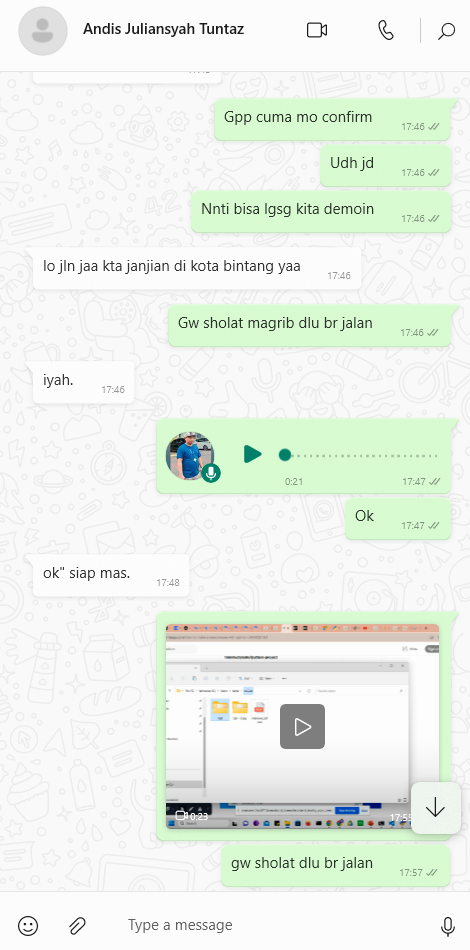 Andis Juliansyah Tuntaz
Gpp cuma mo confirm
17:46
Udh jd
17:46
Nnti bisa lgsg kita demoin
17:46
lo jln jaa kta janjian di kota bintang yaa
17:46
Gw sholat magrib dlu br jalan
17:46
iyah.
17:46
0:21
17:47
Ok
17:47
ok" siap mas.
17:48
0:23
gw sholat dlu br jalan
17:57
Type a message